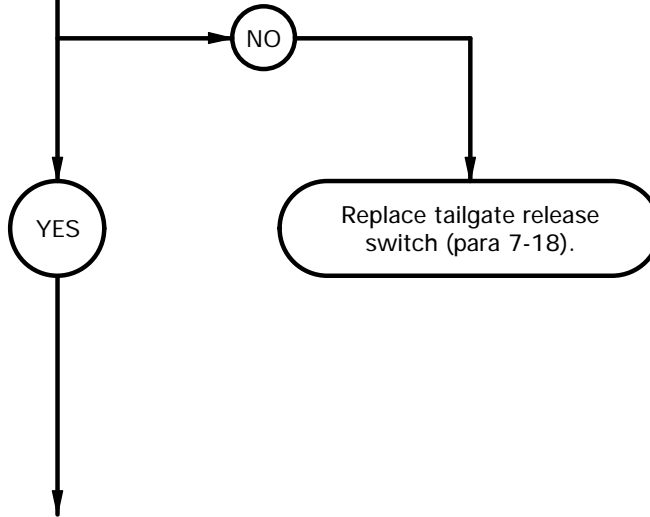 NO
YES
Replace tailgate release
switch (para 7-18).